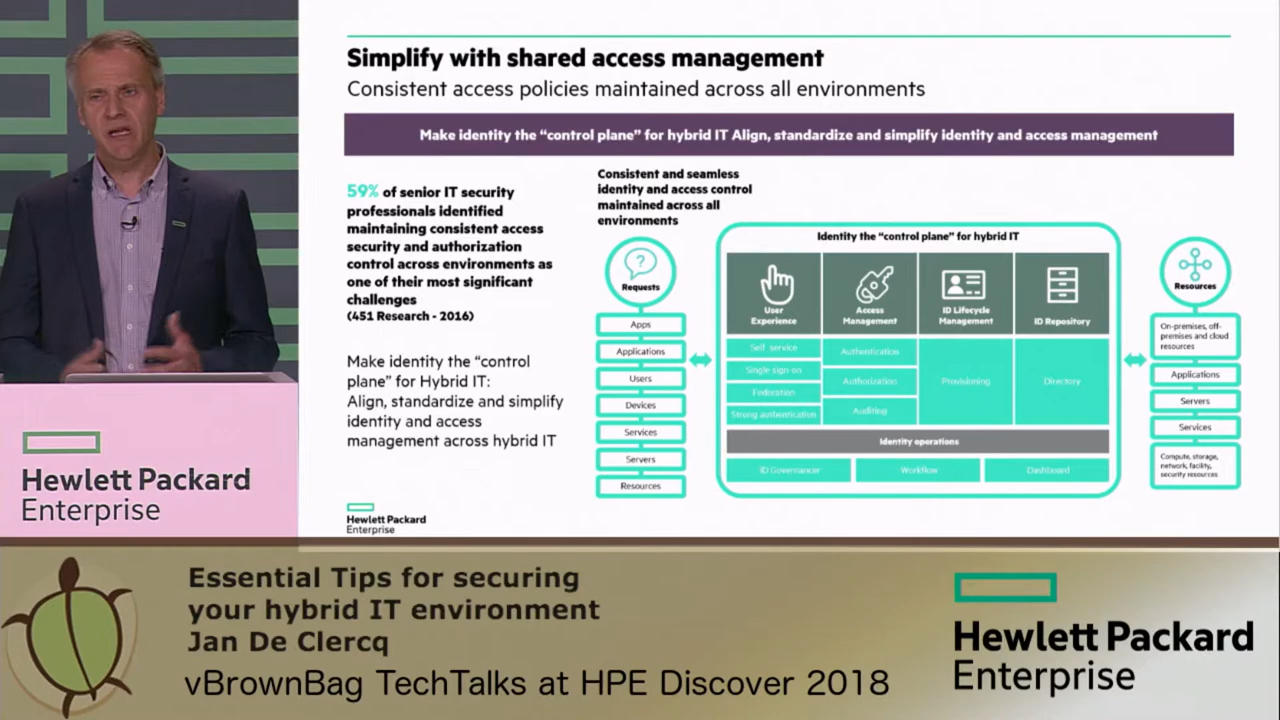 Simplify with shared access management
Consistent access policies maintained across all environments
Make identity the “control plane” for hybrid IT Align, standardize and simplify identity and access management
59% of senior IT security
professionals identified
maintaining consistent access
security and authorization
control across environments as
one of their most significant
challenges
(451 Research - 2016)
Make identity the “control
plane” for Hybrid IT:
Align, standardize and simplify
identity and access
management across hybrid IT
Consistent and seamless
identity and access control
maintained across all
environments
?
Requests
Apps
Applications
Users
Devices
Services
Servers
Resources
Identity the “control plane” for hybrid IT
User
Experience
Access
Management
ID Lifecycle
Management
ID Repository
Self service
Single sign on
Federation
Strong authentication
Authentication
Authorization
Auditing
Provisioning
Directory
Identity operations
ID Governancer
Workflow
Dashboard
Resources
On-premises, off-
premises and cloud
resources
Applications
Servers
Services
Compute, storage,
network, facility,
security resources
Hewlett Packard
Enterprise
Hewlett Packard
Enterprise
Essential Tips for securing
your hybrid IT environment
Jan De Clercq
vBrownBag TechTalks at HPE Discover 2018
Hewlett Packard
Enterprise